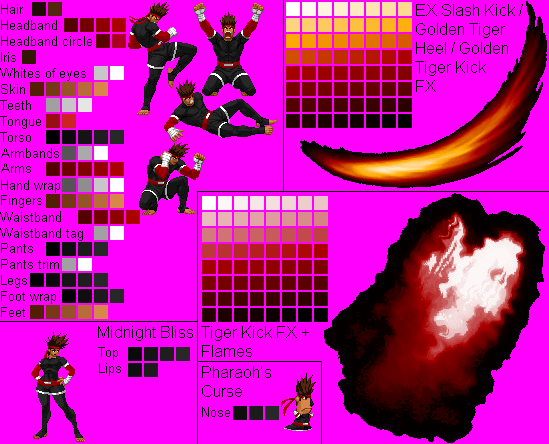 Hair
Headband
Headband circle
Iris
Whites of eyes
Skin
Teeth
Tongue
Torso
Armbands
Arms
Hand wrap
Fingers
Waistband
Waistband tag
Pants
Pants trim
Legs
Foot wrap
Feet
EX Slash Kick /
Golden Tiger
Heel / Golden
Tiger Kick
FX
Midnight Bliss
Top
Lips
Tiger Kick FX +
Flames
Pharaoh's
Curse
Nose